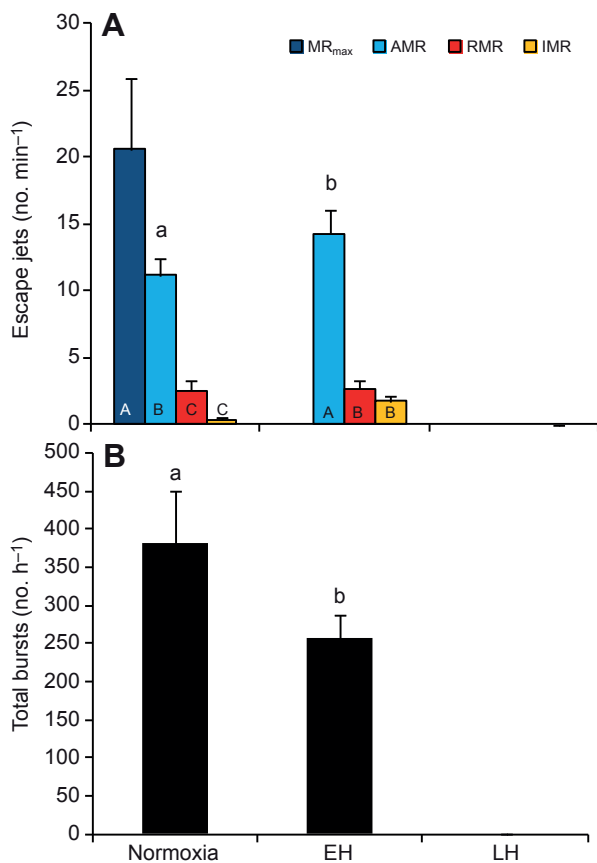 A
MRmax AMR RMR IMR
Escape jets (no. min–1)
30
25
20
15
10
5
0
a
b
A B C C
A B B
B
Total bursts (no. h–1)
500
450
400
350
300
250
200
150
100
50
0
a
b
Normoxia EH LH